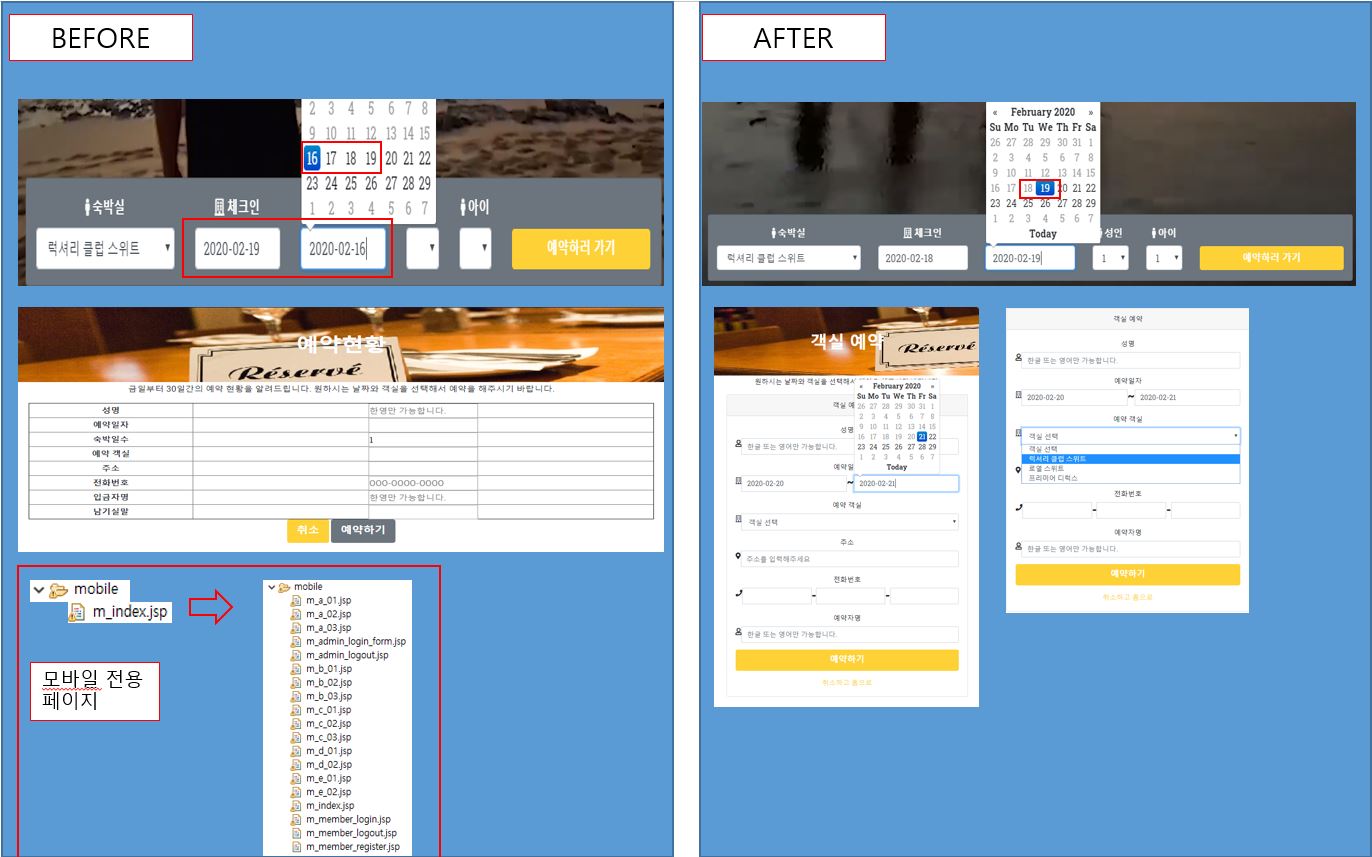 BEFORE
2 3 4 5 6 7 8
9 10 11 12 13 14 15
16 17 18 19 20 21 22
23 24 25 26 27 28 29
1 2 3 4 5 6 7
숙박실 체크인 아이
럭셔리 클럽 스위트 2020-02-19 2020-02-16 예약하러 가기
예약현황
Réservé
금일부터 30일간의 예약 현황을 알려드립니다. 원하시는 날짜와 객실을 선택해서 예약을 해주시기 바랍니다.
성명 한영만 가능합니다.
예약일자
숙박일수 1
예약 객실
주소
전화번호 000-0000-0000
입금자명 한영만 가능합니다.
남기실말
취소 예약하기
mobile
m_index.jsp
모바일 전용
페이지
mobile
m_a_01.jsp
m_a_02.jsp
m_a_03.jsp
m_admin_login_form.jsp
m_admin_logout.jsp
m_b_01.jsp
m_b_02.jsp
m_b_03.jsp
m_c_01.jsp
m_c_02.jsp
m_c_03.jsp
m_d_01.jsp
m_d_02.jsp
m_e_01.jsp
m_e_02.jsp
m_index.jsp
m_member_login.jsp
m_member_logout.jsp
m_member_register.jsp
AFTER
« February 2020 »
Su Mo Tu We Th Fr Sa
26 27 28 29 30 31 1
2 3 4 5 6 7 8
9 10 11 12 13 14 15
16 17 18 19 20 21 22
23 24 25 26 27 28 29
1 2 3 4 5 6 7
Today
숙박실 체크인 성인 아이
럭셔리 클럽 스위트 2020-02-18 2020-02-19 1 1 예약하러 가기
객실 예약
Réservé
원하시는 날짜와 객실을 선택해서
« February 2020 »
Su Mo Tu We Th Fr Sa
26 27 28 29 30 31 1
2 3 4 5 6 7 8
9 10 11 12 13 14 15
16 17 18 19 20 21 22
23 24 25 26 27 28 29
1 2 3 4 5 6 7
Today
객실 예
성명
한글 또는 영어만 가능합니다.
예약일
2020-02-20 ~ 2020-02-21
예약 객실
객실 선택
주소
주소를 입력해주세요
전화번호
- -
예약자명
한글 또는 영어만 가능합니다.
예약하기
취소하고 홈으로
객실 예약
성명
한글 또는 영어만 가능합니다.
예약일자
2020-02-20 ~ 2020-02-21
예약 객실
객실 선택
객실 선택
럭셔리 클럽 스위트
로열 스위트
프리미어 디럭스
전화번호
- -
예약자명
한글 또는 영어만 가능합니다.
예약하기
취소하고 홈으로